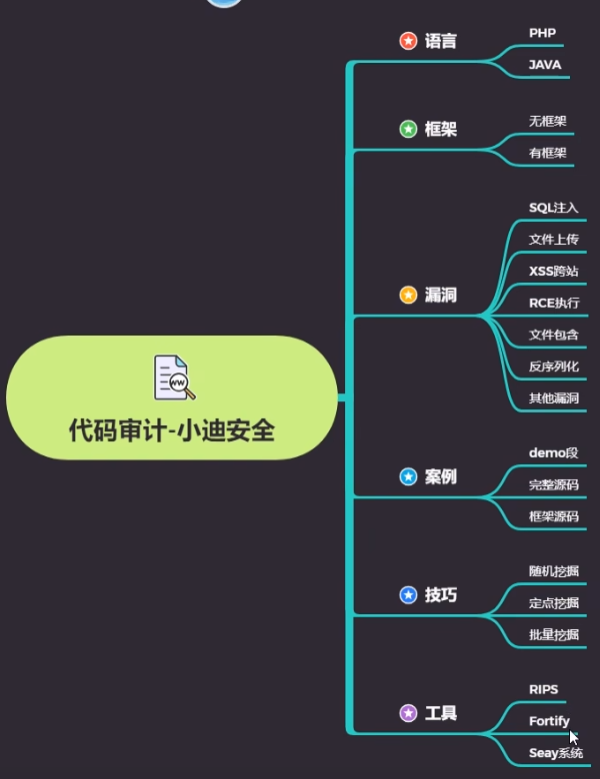 代码审计-小迪安全
语言
PHP
JAVA
框架
无框架
有框架
漏洞
SQL注入
文件上传
XSS跨站
RCE执行
文件包含
反序列化
其他漏洞
案例
demo段
完整源码
框架源码
技巧
随机挖掘
定点挖掘
批量挖掘
工具
RIPS
Fortify
Seay系统